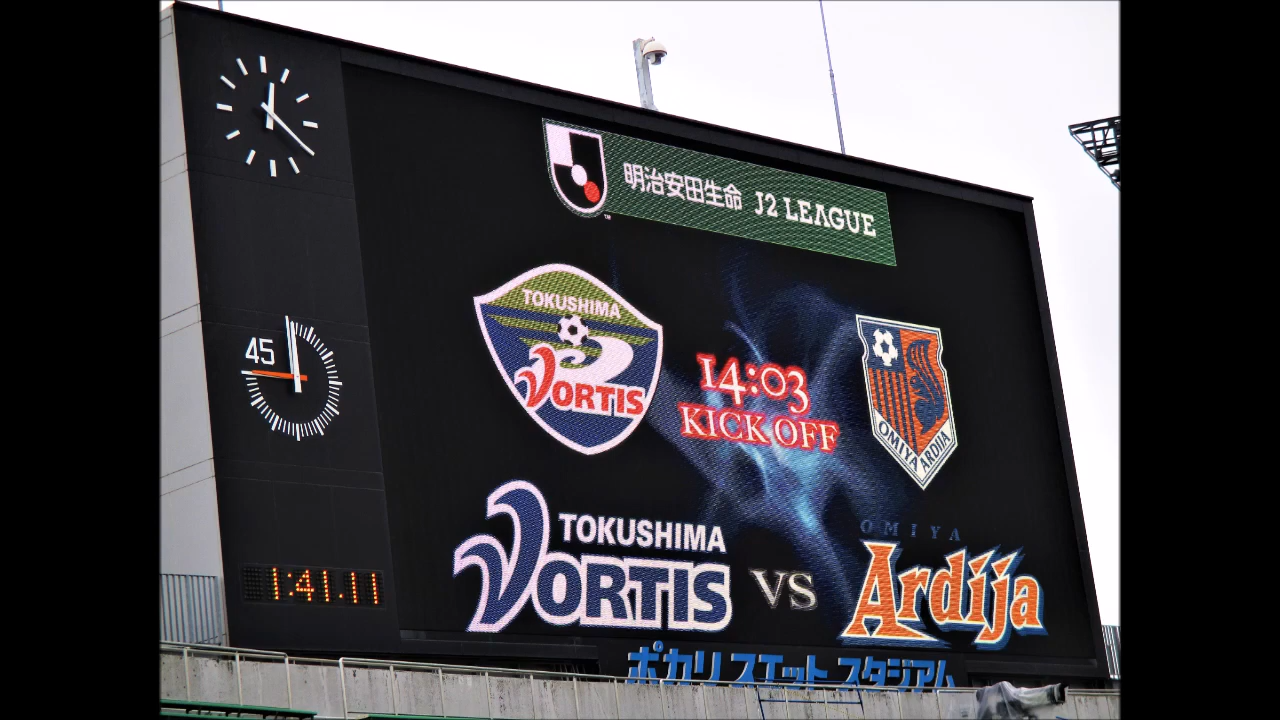 明治安田生命 J2 LEAGUE
TM
TOKUSHIMA
VORTIS
14:03
KICK OFF
OMIYA ARDIJA
45
TOKUSHIMA
VORTIS
VS
OMIYA
Ardija
1:41.11
ポカリスエット スタジアム